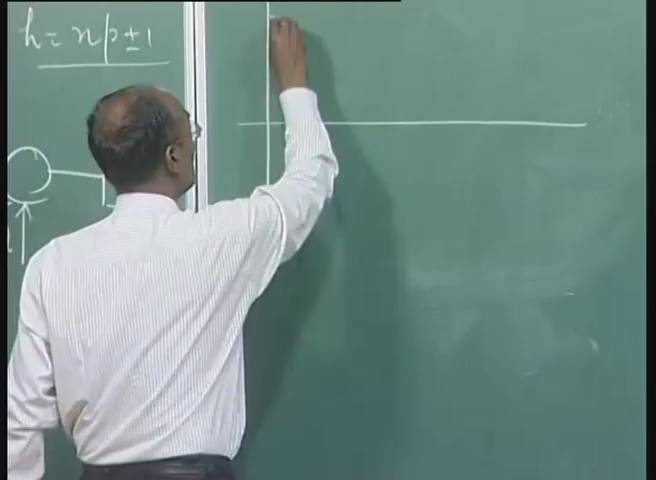 h = np ± 1